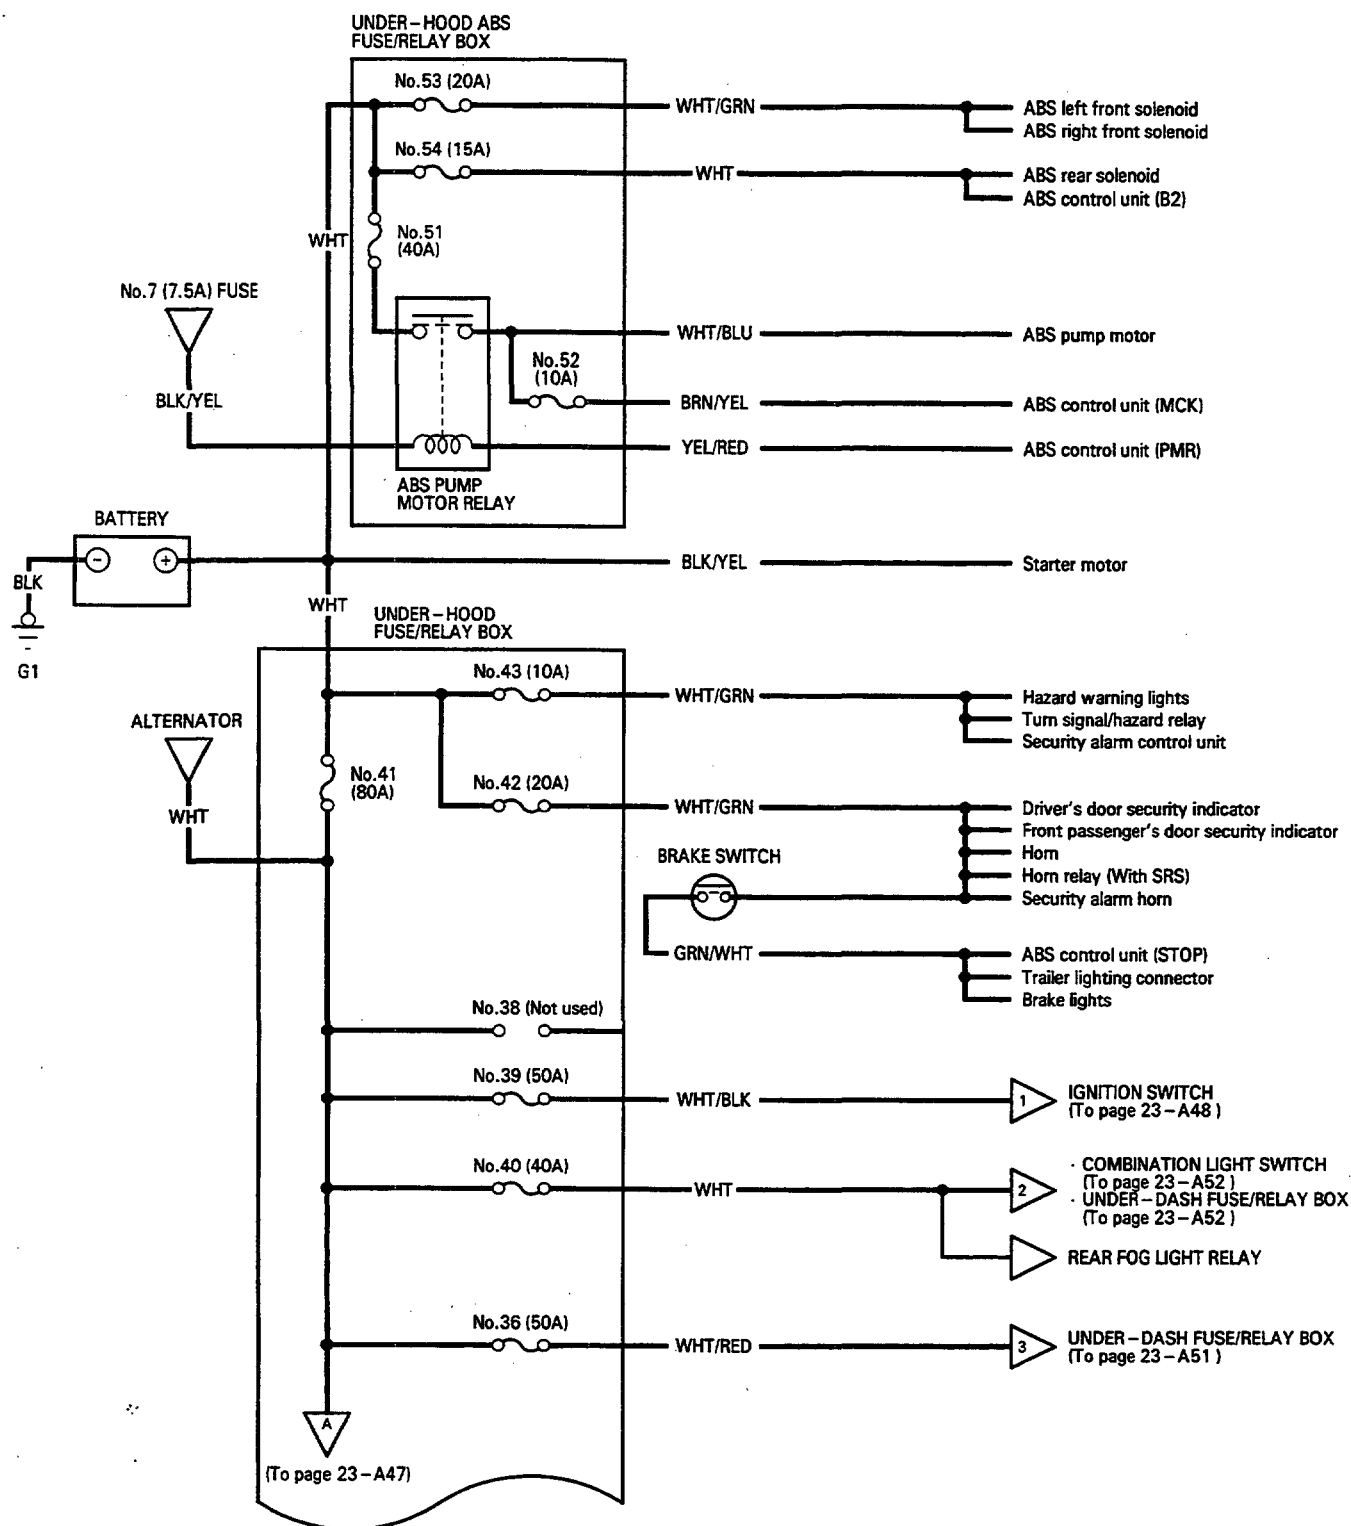 UNDER-HOOD ABS
FUSE/RELAY BOX
No.53 (20A)
WHT/GRN
ABS left front solenoid
ABS right front solenoid
No.54 (15A)
WHT
ABS rear solenoid
ABS control unit (B2)
WHT
No.51
(40A)
No.7 (7.5A) FUSE
WHT/BLU
ABS pump motor
No.52
(10A)
BLK/YEL
BRN/YEL
ABS control unit (MCK)
YEL/RED
ABS control unit (PMR)
ABS PUMP
MOTOR RELAY
BATTERY
- +
BLK/YEL
Starter motor
BLK
WHT
G1
UNDER-HOOD
FUSE/RELAY BOX
No.43 (10A)
WHT/GRN
Hazard warning lights
Turn signal/hazard relay
Security alarm control unit
ALTERNATOR
WHT
No.41
(80A)
No.42 (20A)
WHT/GRN
Driver's door security indicator
Front passenger's door security indicator
Horn
Horn relay (With SRS)
Security alarm horn
BRAKE SWITCH
GRN/WHT
ABS control unit (STOP)
Trailer lighting connector
Brake lights
No.38 (Not used)
No.39 (50A)
WHT/BLK
1
IGNITION SWITCH
(To page 23-A48 )
No.40 (40A)
WHT
2
· COMBINATION LIGHT SWITCH
(To page 23-A52 )
· UNDER-DASH FUSE/RELAY BOX
(To page 23-A52 )
REAR FOG LIGHT RELAY
No.36 (50A)
WHT/RED
3
UNDER-DASH FUSE/RELAY BOX
(To page 23-A51 )
A
(To page 23-A47)